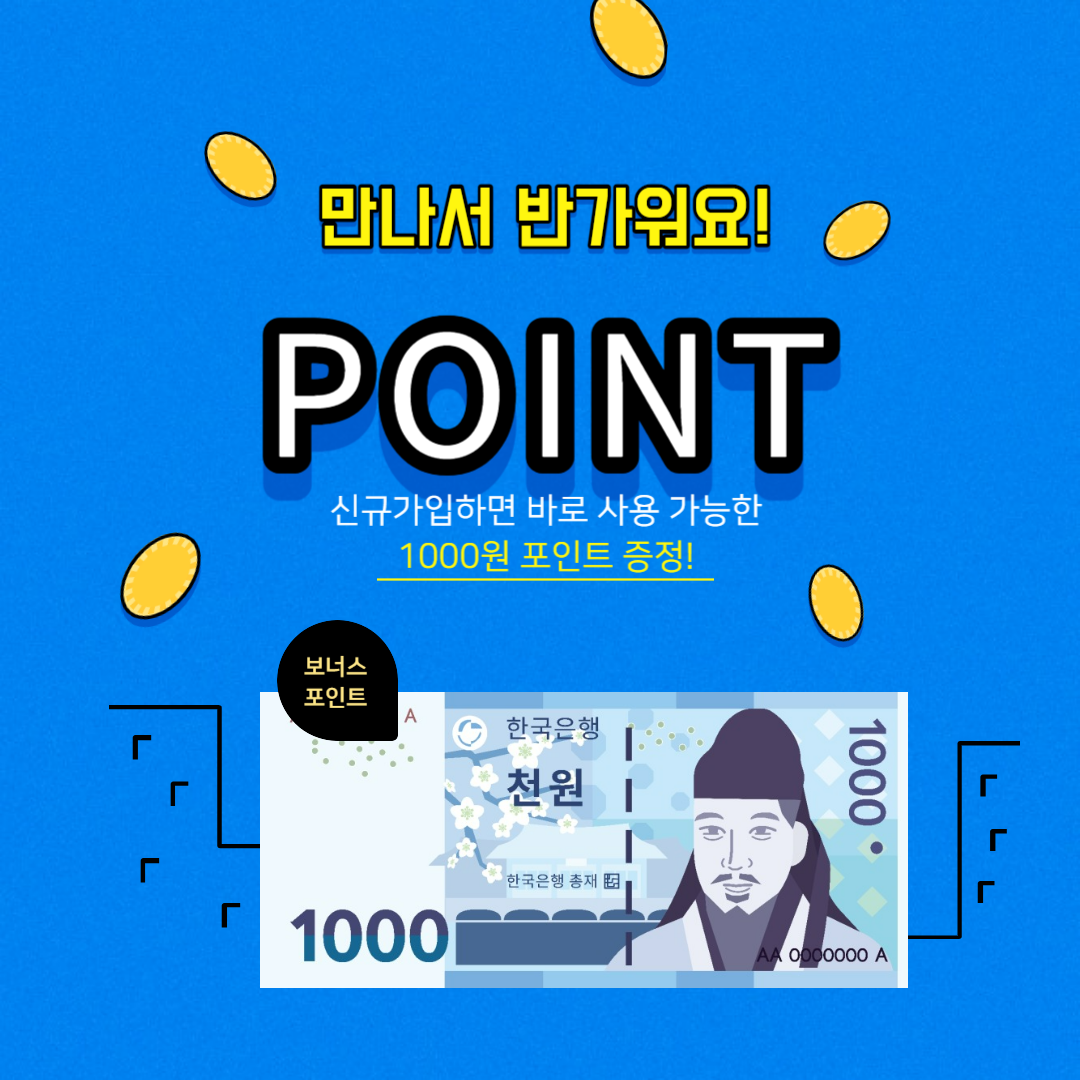 만나서 반가워요!
POINT
신규가입하면 바로 사용 가능한
1000원 포인트 증정!
보너스
포인트
A
한국은행
천원
1000
한국은행 총재
1000
AA 0000000 A